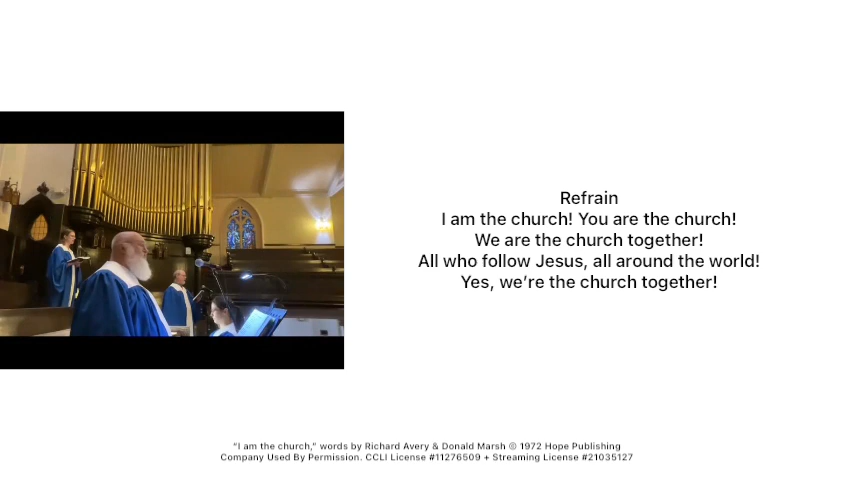 Refrain
I am the church! You are the church!
We are the church together!
All who follow Jesus, all around the world!
Yes, we’re the church together!
“I am the church,” words by Richard Avery & Donald Marsh © 1972 Hope Publishing
Company Used By Permission. CCLI License #11276509 + Streaming License #21035127